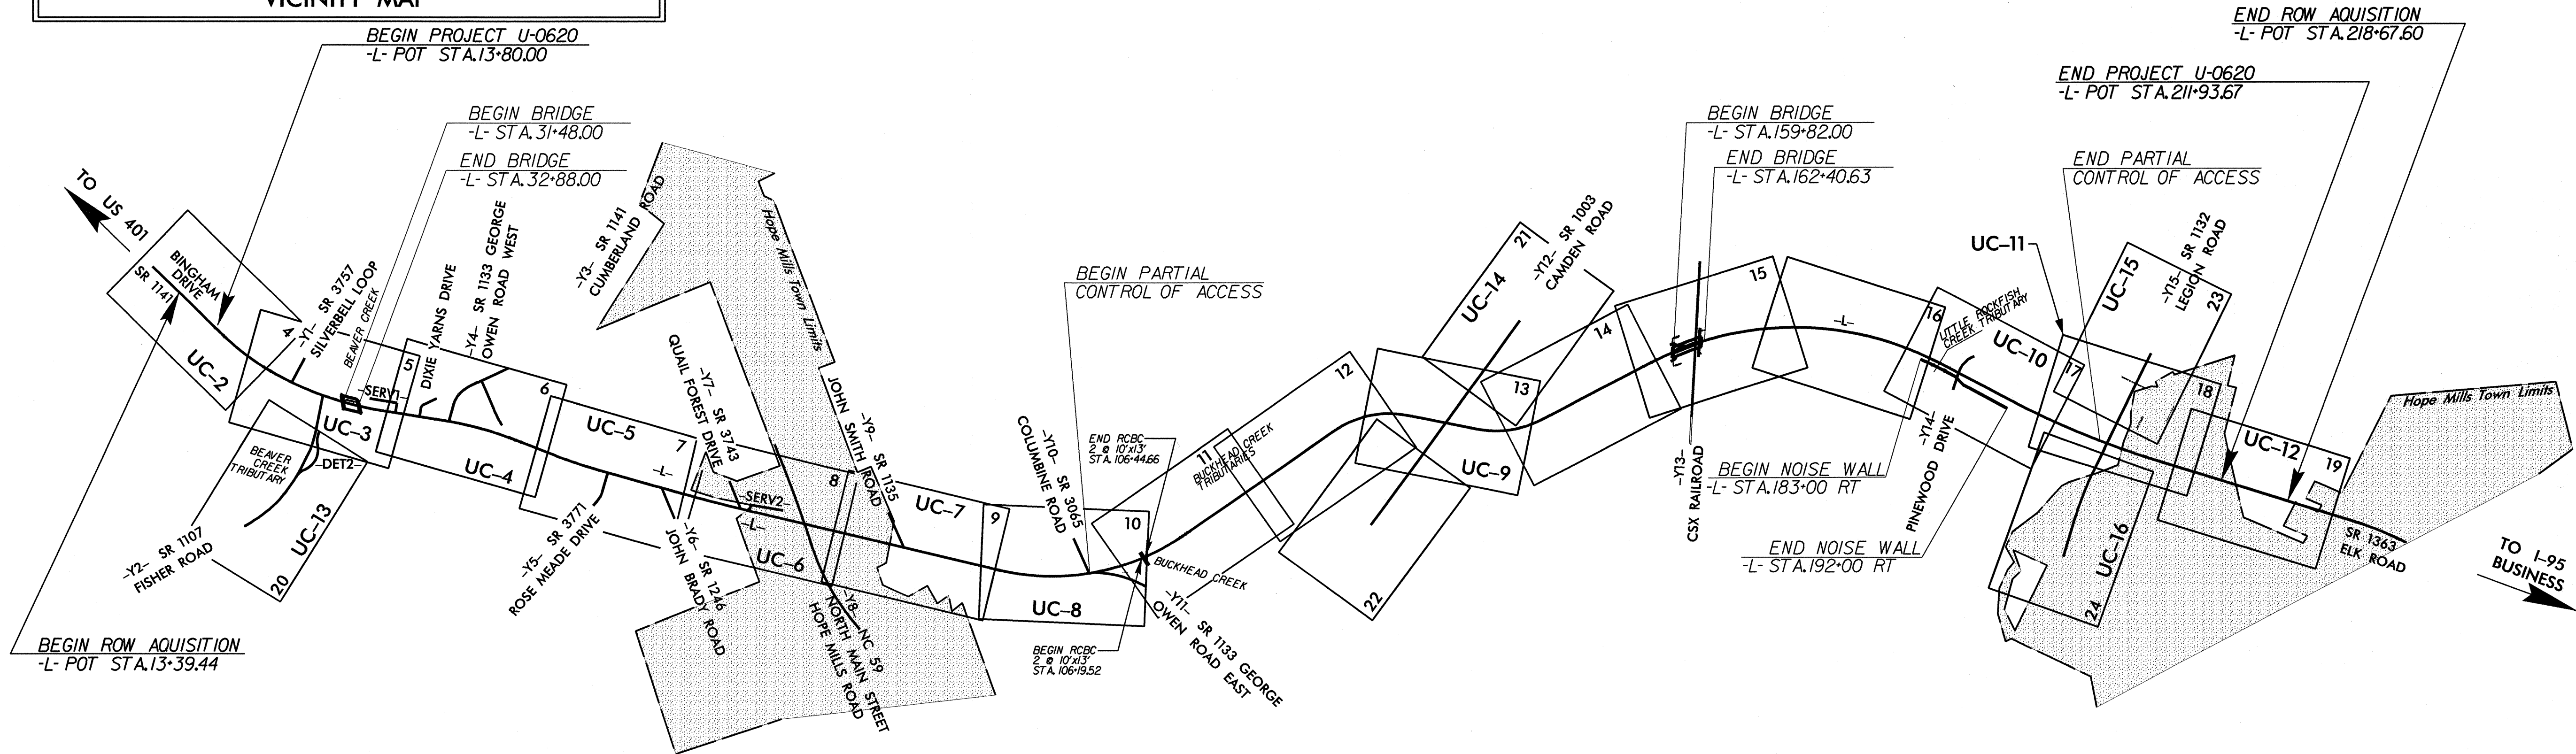 VICINITY MAP
BEGIN PROJECT U-0620
-L- POT STA.13+80.00
BEGIN BRIDGE
-L- STA.31+48.00
END BRIDGE
-L- STA.32+88.00
TO US 401
BINGHAM
DRIVE
SR 1141
UC-2
4
-Y1- SR 3757
SILVERBELL LOOP
BEAVER CREEK
-SERV1-
5
DIXIE YARNS DRIVE
-Y4- SR 1133 GEORGE
OWEN ROAD WEST
UC-3
BEAVER
CREEK
TRIBUTARY
-DET2-
UC-13
20
-Y2- SR 1107
FISHER ROAD
BEGIN ROW AQUISITION
-L- POT STA.13+39.44
UC-4
6
UC-5
-L-
7
-Y5- SR 3771
ROSE MEADE DRIVE
-Y3- SR 1141
CUMBERLAND ROAD
Hope Mills Town Limits
-Y7- SR 3743
QUAIL FOREST DRIVE
-SERV2-
-L-
-Y6- SR 1246
JOHN BRADY ROAD
UC-6
8
-Y8- NC 59
NORTH MAIN STREET
HOPE MILLS ROAD
-Y9- SR 1135
JOHN SMITH ROAD
UC-7
9
BEGIN PARTIAL
CONTROL OF ACCESS
-Y10- SR 3065
COLUMBINE ROAD
END RCBC
2 @ 10'x13'
STA.106+44.66
10
UC-8
BUCKHEAD CREEK
BEGIN RCBC
2 @ 10'x13'
STA.106+19.52
-Y11- SR 1133 GEORGE
OWEN ROAD EAST
11
BUCKHEAD CREEK
TRIBUTARIES
12
UC-14
21
-Y12- SR 1003
CAMDEN ROAD
13
UC-9
22
14
BEGIN BRIDGE
-L- STA.159+82.00
END BRIDGE
-L- STA.162+40.63
15
-Y13-
CSX RAILROAD
-L-
16
LITTLE ROCKFISH
CREEK TRIBUTARY
BEGIN NOISE WALL
-L- STA.183+00 RT
END NOISE WALL
-L- STA.192+00 RT
-Y14-
PINEWOOD DRIVE
UC-10
17
UC-11
END PARTIAL
CONTROL OF ACCESS
UC-15
-Y15- SR 1132
LEGION ROAD
23
18
UC-16
24
UC-12
19
END PROJECT U-0620
-L- POT STA.211+93.67
END ROW AQUISITION
-L- POT STA.218+67.60
Hope Mills Town Limits
SR 1363
ELK ROAD
TO I-95
BUSINESS